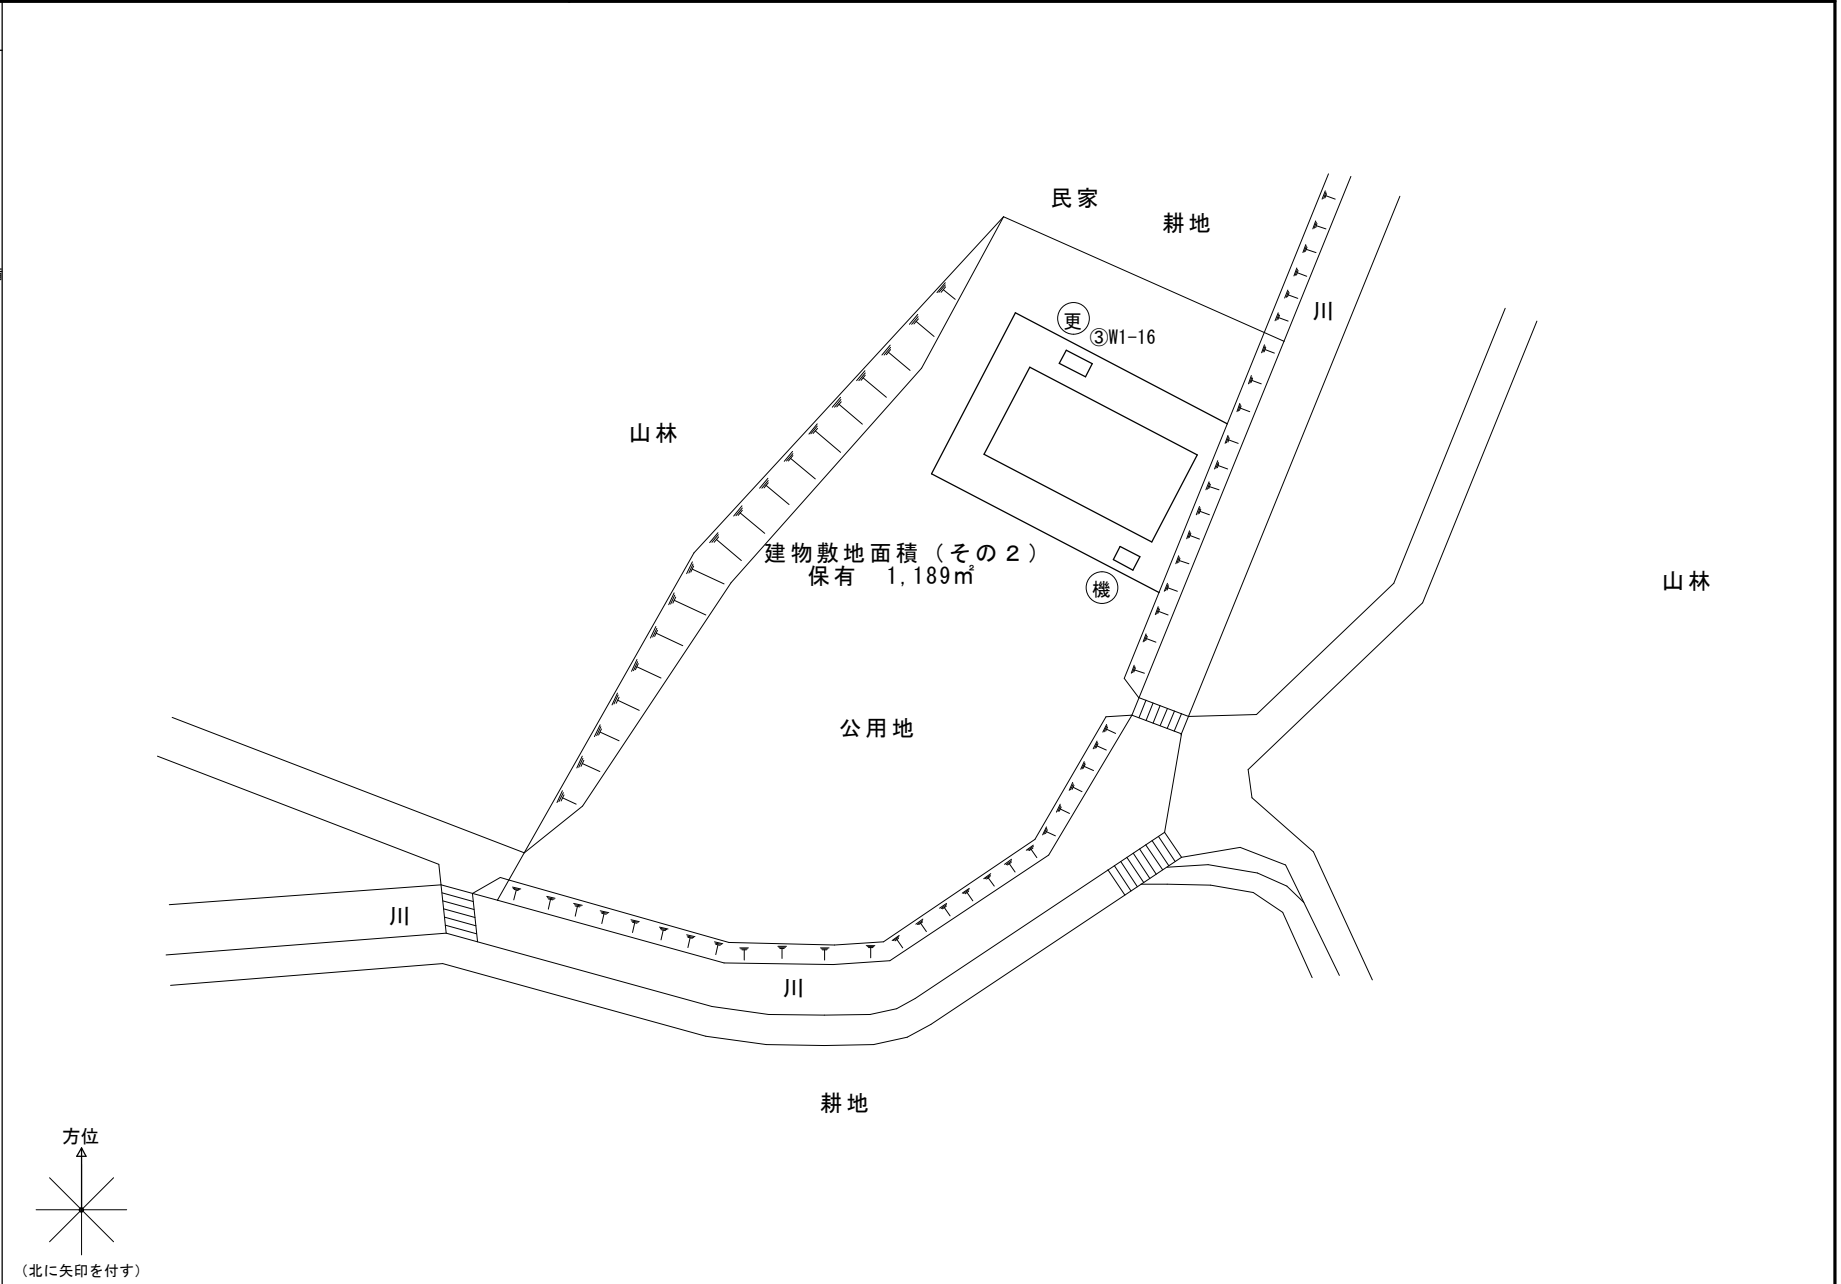 民家
耕地
川
更
③W1-16
山林
建物敷地面積（その２）
保有　1,189㎡
機
山林
公用地
川
川
耕地
方位
(北に矢印を付す)